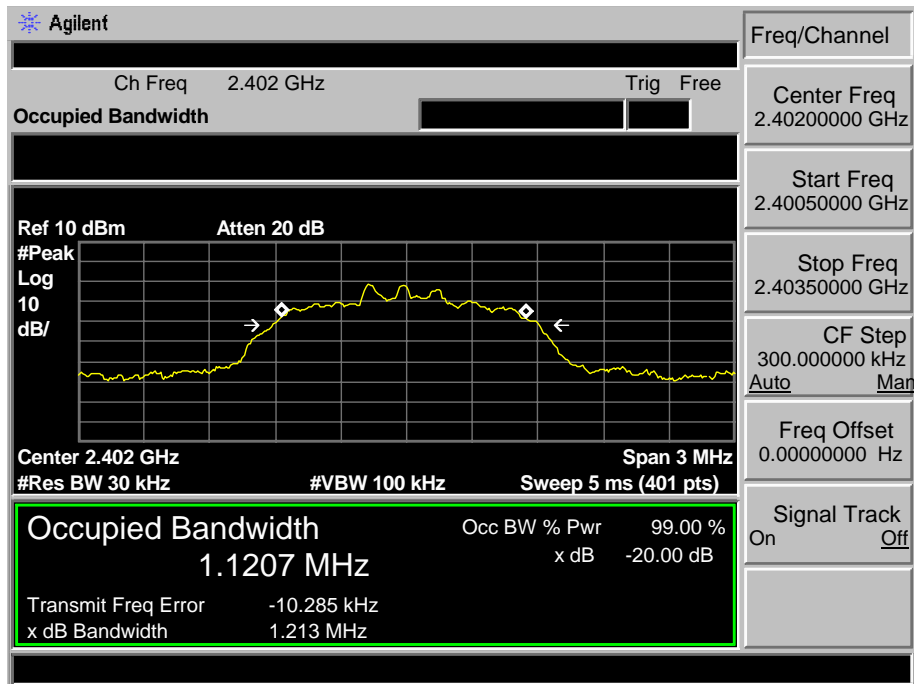 Agilent
Freq/Channel
Ch Freq 2.402 GHz Trig Free
Occupied Bandwidth
Center Freq
2.40200000 GHz
Start Freq
2.40050000 GHz
Stop Freq
2.40350000 GHz
CF Step
300.000000 kHz
Auto Man
Freq Offset
0.00000000 Hz
Signal Track
On Off
Ref 10 dBm Atten 20 dB
#Peak
Log
10
dB/
Center 2.402 GHz Span 3 MHz
#Res BW 30 kHz #VBW 100 kHz Sweep 5 ms (401 pts)
Occupied Bandwidth Occ BW % Pwr 99.00 %
1.1207 MHz x dB -20.00 dB
Transmit Freq Error -10.285 kHz
x dB Bandwidth 1.213 MHz